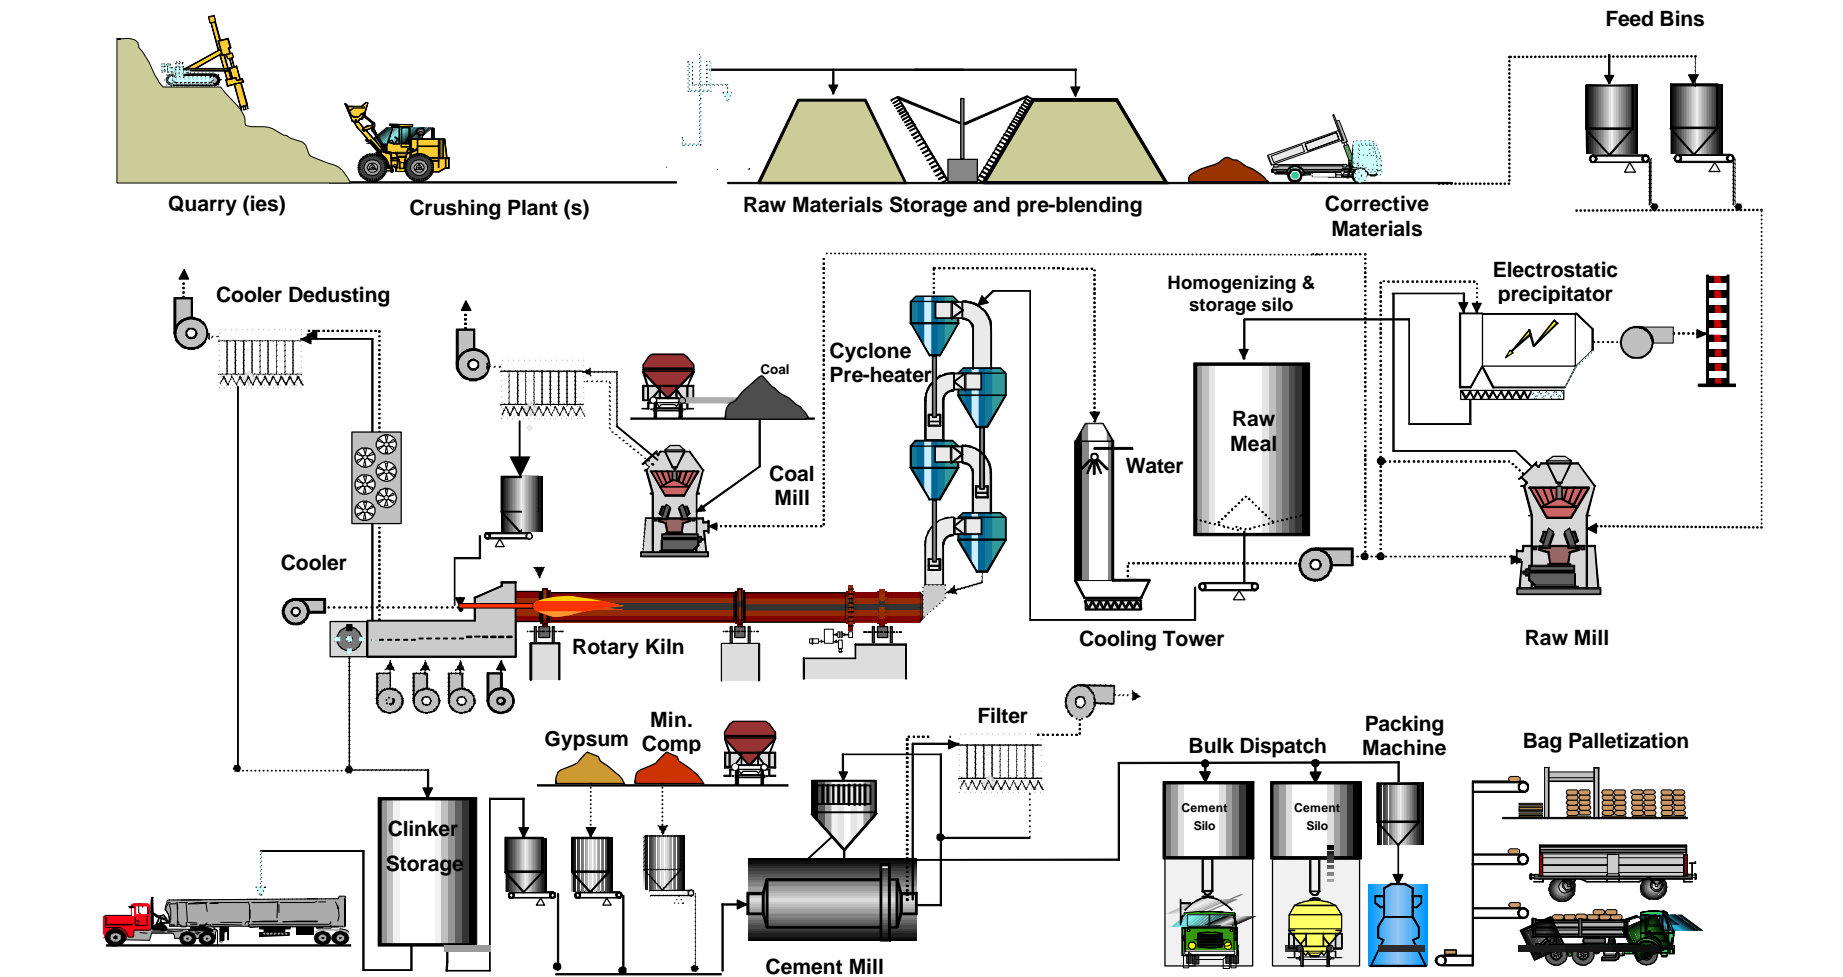 Feed Bins
Quarry (ies)
Crushing Plant (s)
Raw Materials Storage and pre-blending
Corrective
Materials
Cooler Dedusting
Cyclone
Pre-heater
Coal
Homogenizing &
storage silo
Electrostatic
precipitator
Raw
Meal
Water
Coal
Mill
Cooler
Rotary Kiln
Cooling Tower
Raw Mill
Gypsum
Min.
Comp
Filter
Bulk Dispatch
Packing
Machine
Bag Palletization
Clinker
Storage
Cement
Silo
Cement
Silo
Cement Mill